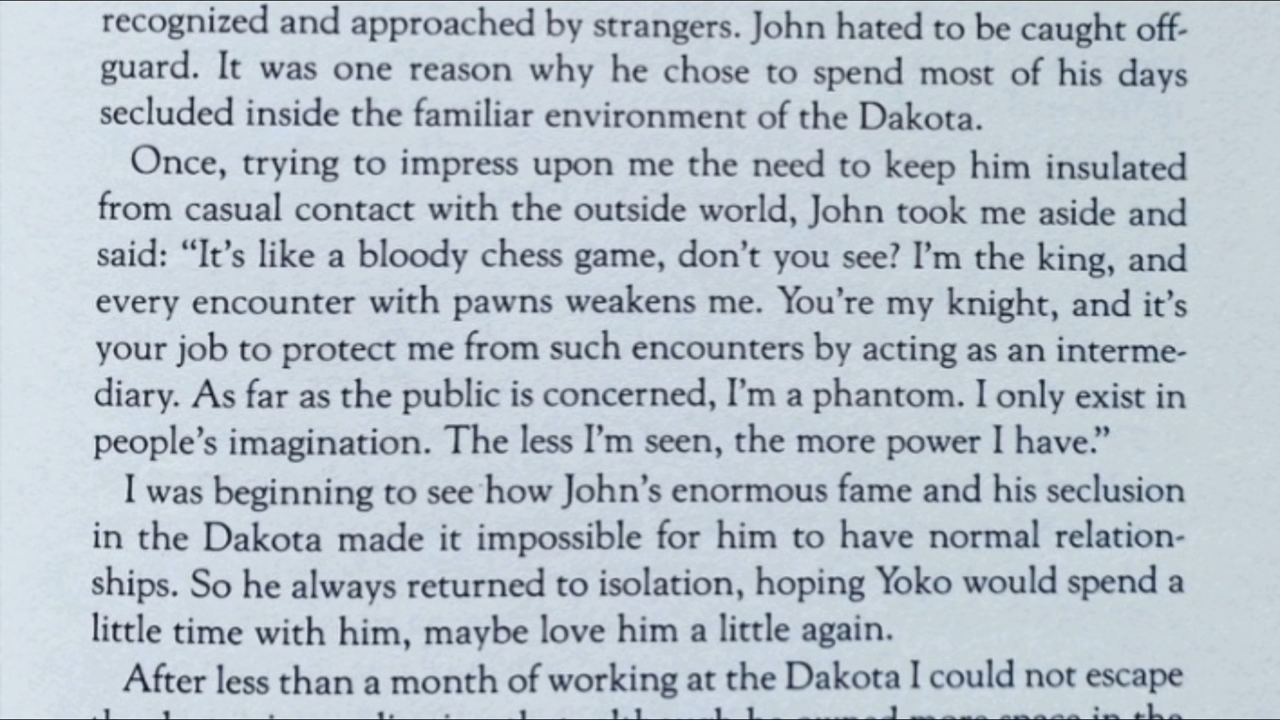 recognized and approached by strangers. John hated to be caught off-
guard. It was one reason why he chose to spend most of his days
secluded inside the familiar environment of the Dakota.
Once, trying to impress upon me the need to keep him insulated
from casual contact with the outside world, John took me aside and
said: “It’s like a bloody chess game, don’t you see? I’m the king, and
every encounter with pawns weakens me. You’re my knight, and it’s
your job to protect me from such encounters by acting as an interme-
diary. As far as the public is concerned, I’m a phantom. I only exist in
people’s imagination. The less I’m seen, the more power I have.”
I was beginning to see how John’s enormous fame and his seclusion
in the Dakota made it impossible for him to have normal relation-
ships. So he always returned to isolation, hoping Yoko would spend a
little time with him, maybe love him a little again.
After less than a month of working at the Dakota I could not escape